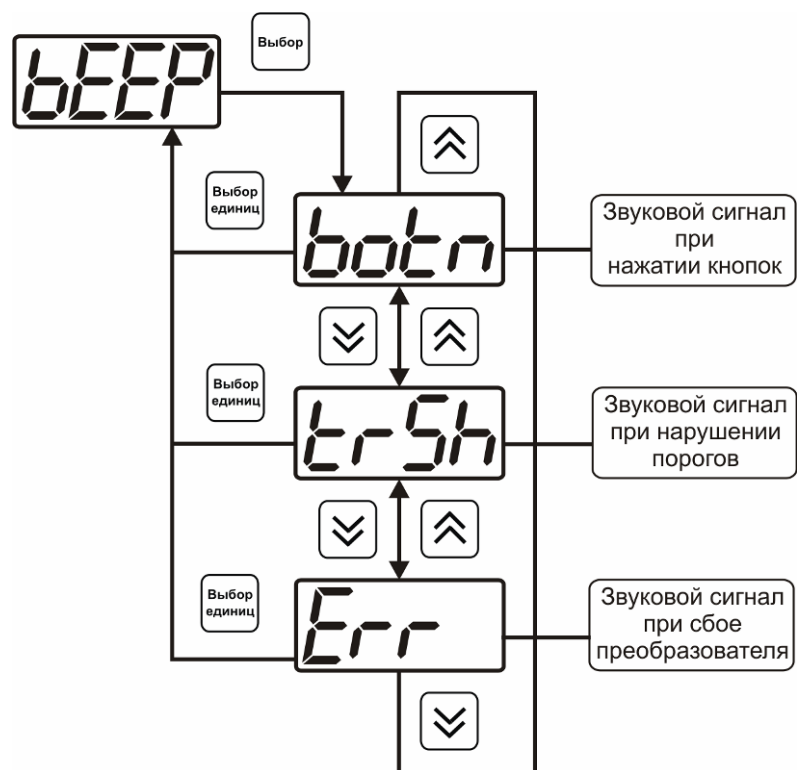 Выбор
bEEP
Выбор
единиц
botn
Звуковой сигнал
при
нажатии кнопок
Выбор
единиц
trSh
Звуковой сигнал
при нарушении
порогов
Выбор
единиц
Err
Звуковой сигнал
при сбое
преобразователя